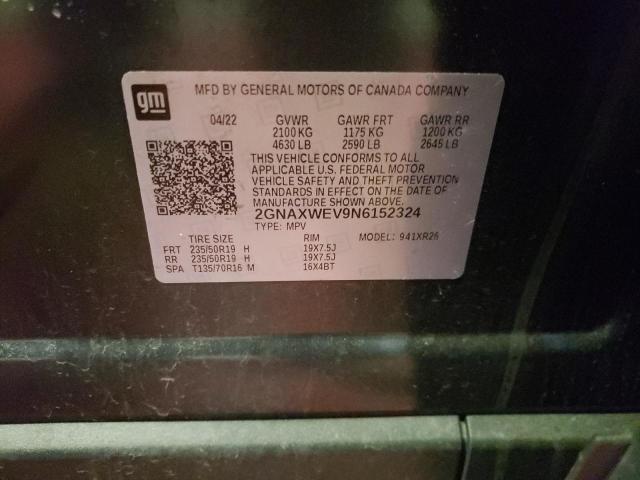 gm
MFD BY GENERAL MOTORS OF CANADA COMPANY
04/22 GVWR GAWR FRT GAWR RR
2100 KG 1175 KG 1200 KG
4630 LB 2590 LB 2645 LB
THIS VEHICLE CONFORMS TO ALL
APPLICABLE U.S. FEDERAL MOTOR
VEHICLE SAFETY AND THEFT PREVENTION
STANDARDS IN EFFECT ON THE DATE OF
MANUFACTURE SHOWN ABOVE.
2GNAXWEV9N6152324
TYPE: MPV
TIRE SIZE RIM MODEL: 941XR26
FRT 235/50R19 H 19X7.5J
RR 235/50R19 H 19X7.5J
SPA T135/70R16 M 16X4BT